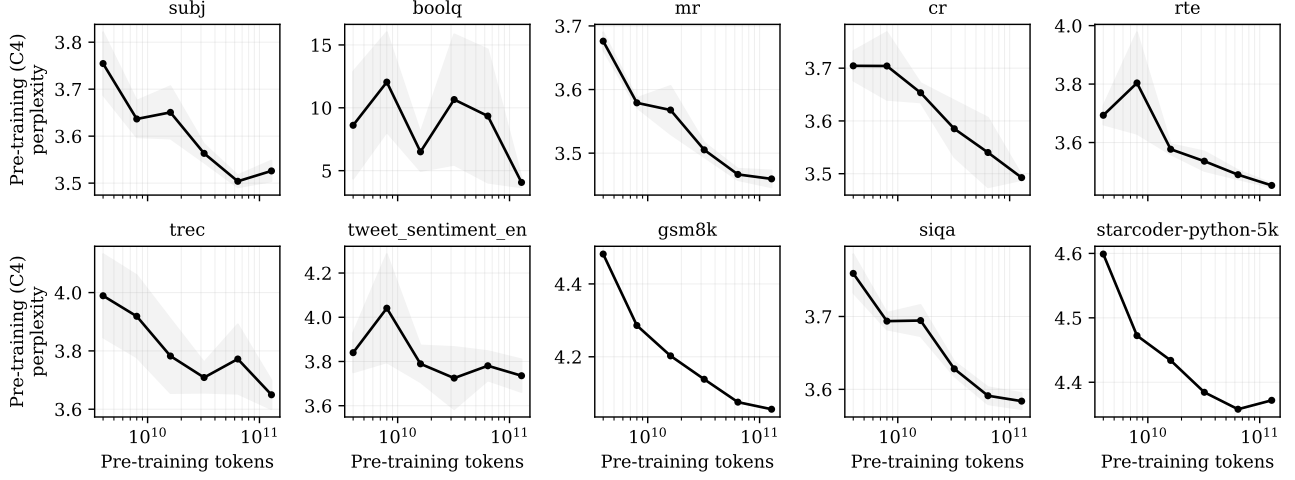 subj
boolq
mr
cr
rte
Pre-training (C4)
perplexity
3.8
3.7
3.6
3.5
15
10
5
3.7
3.6
3.5
3.7
3.6
3.5
4.0
3.8
3.6
trec
tweet_sentiment_en
gsm8k
siqa
starcoder-python-5k
Pre-training (C4)
perplexity
4.0
3.8
3.6
4.2
4.0
3.8
3.6
4.4
4.2
3.7
3.6
4.6
4.5
4.4
10^10
10^11
10^10
10^11
10^10
10^11
10^10
10^11
10^10
10^11
Pre-training tokens
Pre-training tokens
Pre-training tokens
Pre-training tokens
Pre-training tokens